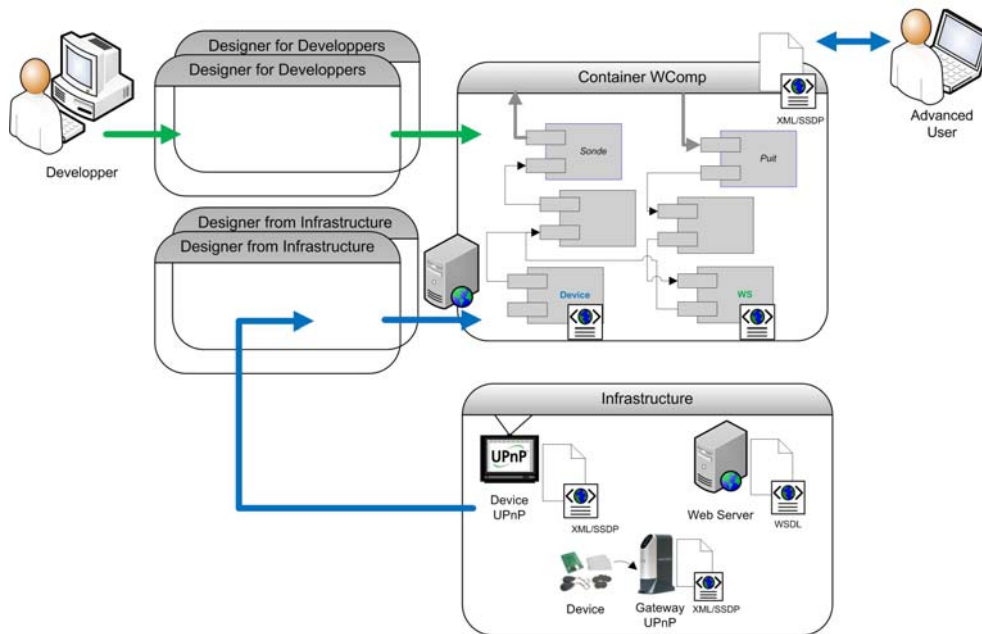 Designer for Developpers
Designer for Developpers
Container WComp
XML/SSDP
Developper
Advanced
User
Sonde
Puit
Designer from Infrastructure
Designer from Infrastructure
Device
WS
Infrastructure
UPnP
Device
UPnP
XML/SSDP
Web Server
WSDL
Device
Gateway
UPnP
XML/SSDP